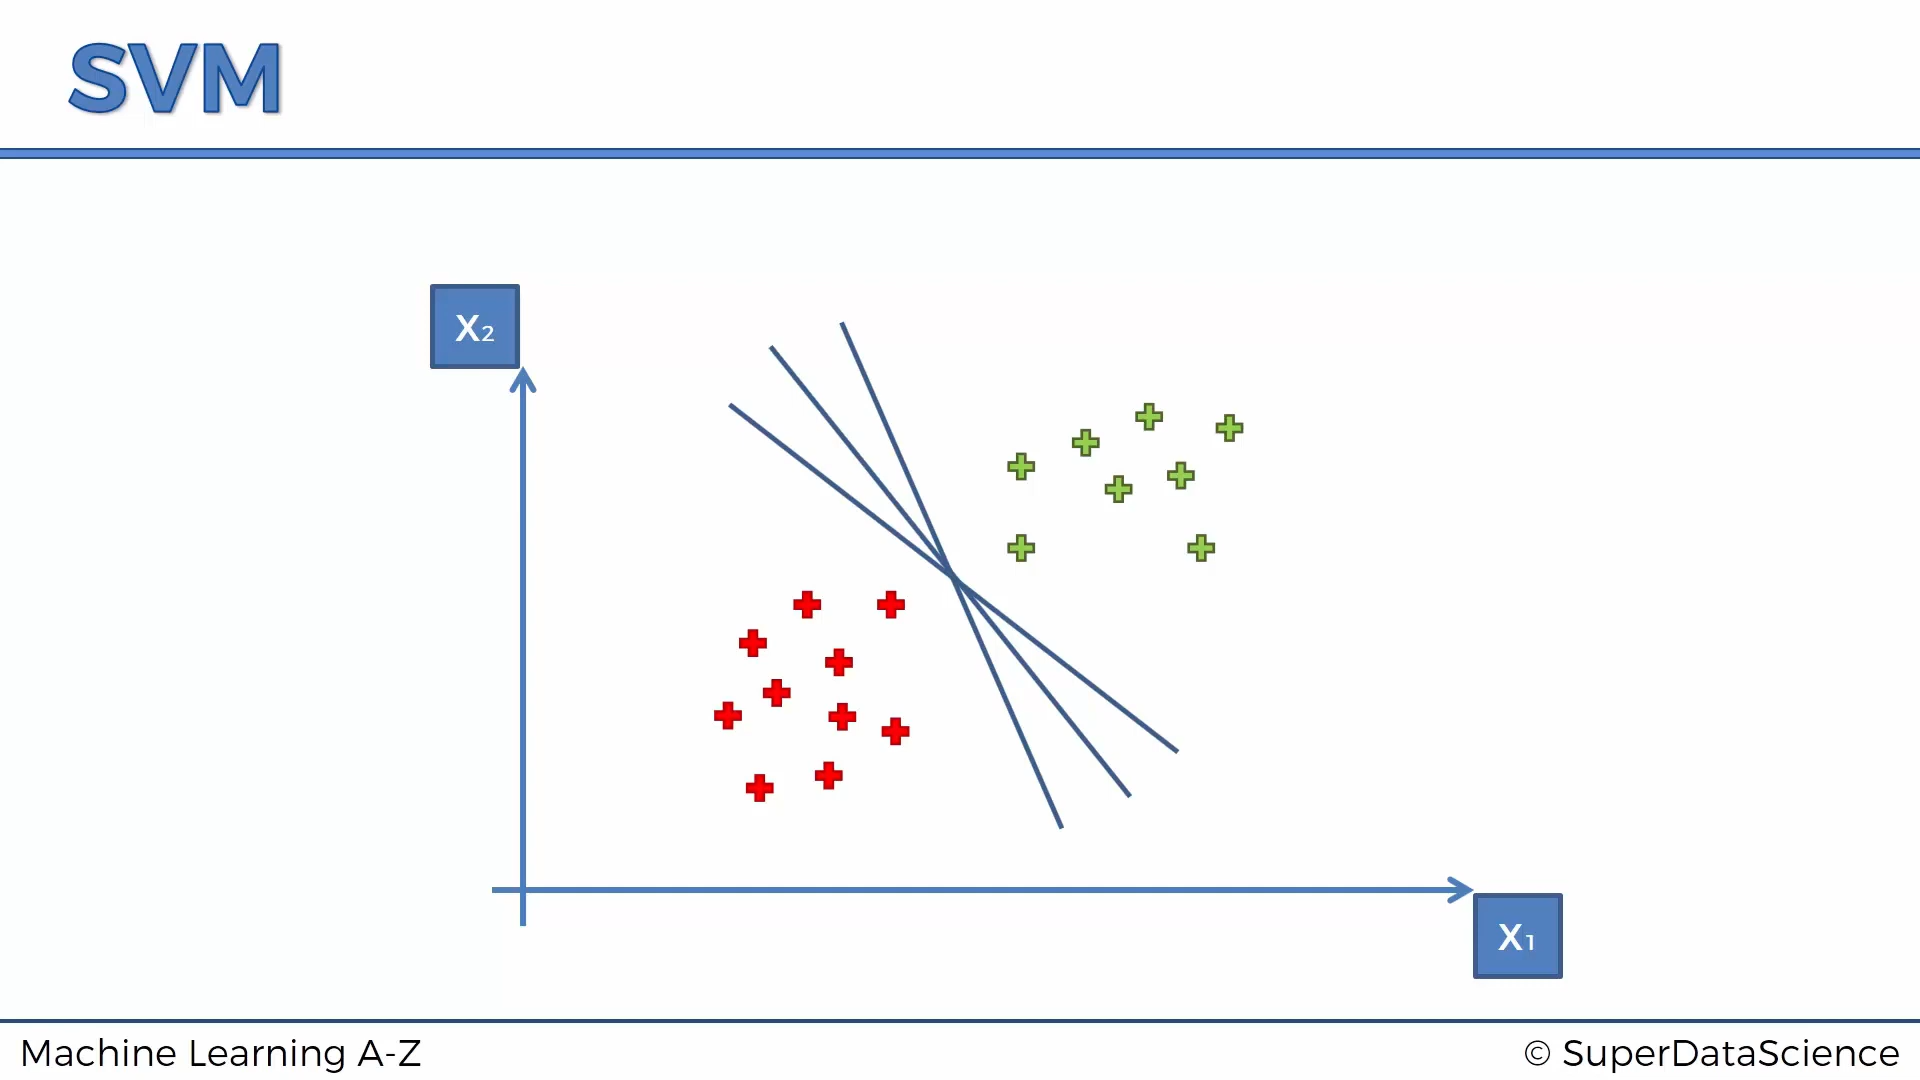 SVM
X₂
X₁
Machine Learning A-Z
© SuperDataScience